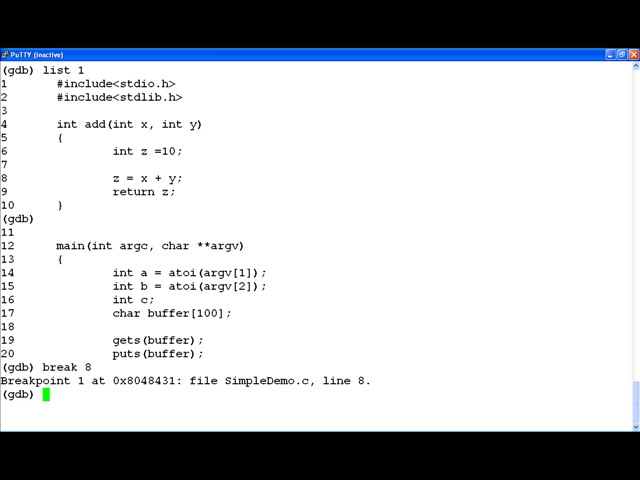 PuTTY (inactive)
(gdb) list 1
1 #include<stdio.h>
2 #include<stdlib.h>
3
4 int add(int x, int y)
5 {
6 int z =10;
7
8 z = x + y;
9 return z;
10 }
(gdb)
11
12 main(int argc, char **argv)
13 {
14 int a = atoi(argv[1]);
15 int b = atoi(argv[2]);
16 int c;
17 char buffer[100];
18
19 gets(buffer);
20 puts(buffer);
(gdb) break 8
Breakpoint 1 at 0x8048431: file SimpleDemo.c, line 8.
(gdb)